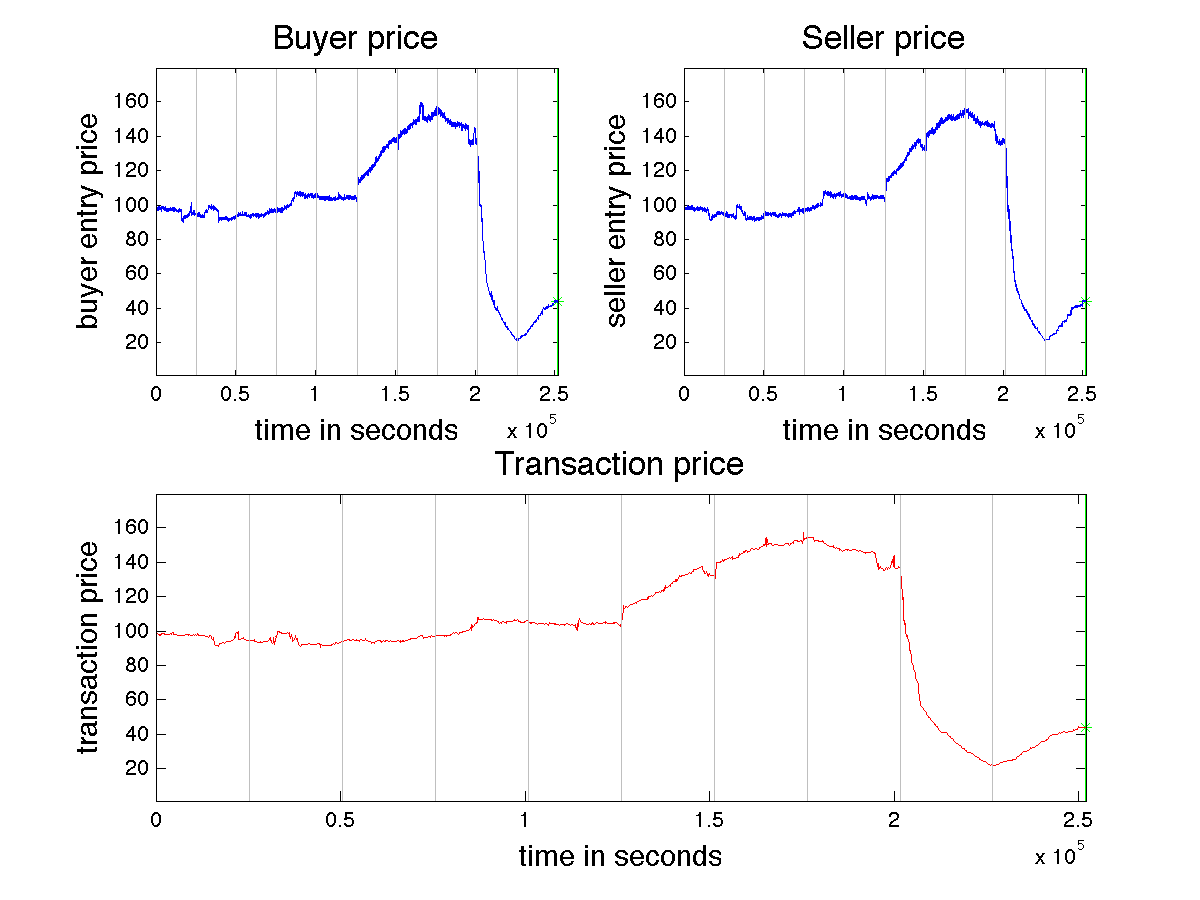 Buyer price
buyer entry price
160
140
120
100
80
60
40
20
0 0.5 1 1.5 2 2.5
time in seconds
x 10^5
Seller price
seller entry price
160
140
120
100
80
60
40
20
0 0.5 1 1.5 2 2.5
time in seconds
x 10^5
Transaction price
transaction price
160
140
120
100
80
60
40
20
0 0.5 1 1.5 2 2.5
time in seconds
x 10^5